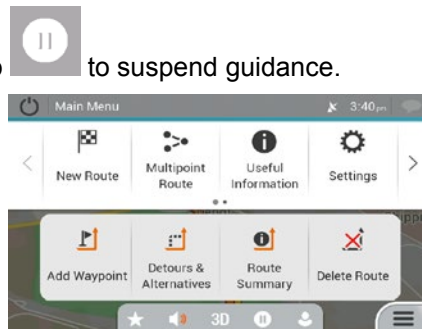 to suspend guidance.
Main Menu 3:40 pm
New Route
Multipoint
Route
Useful
Information
Settings
Add Waypoint
Detours &
Alternatives
Route
Summary
Delete Route
3D